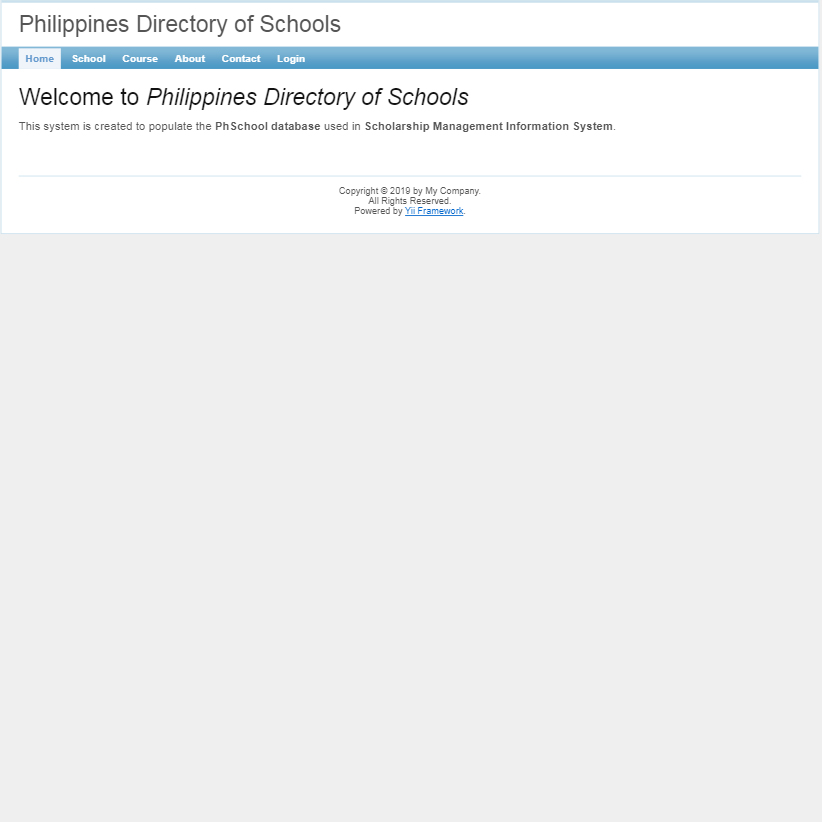 Philippines Directory of Schools
Home School Course About Contact Login
Welcome to Philippines Directory of Schools
This system is created to populate the PhSchool database used in Scholarship Management Information System.
Copyright © 2019 by My Company.
All Rights Reserved.
Powered by Yii Framework.